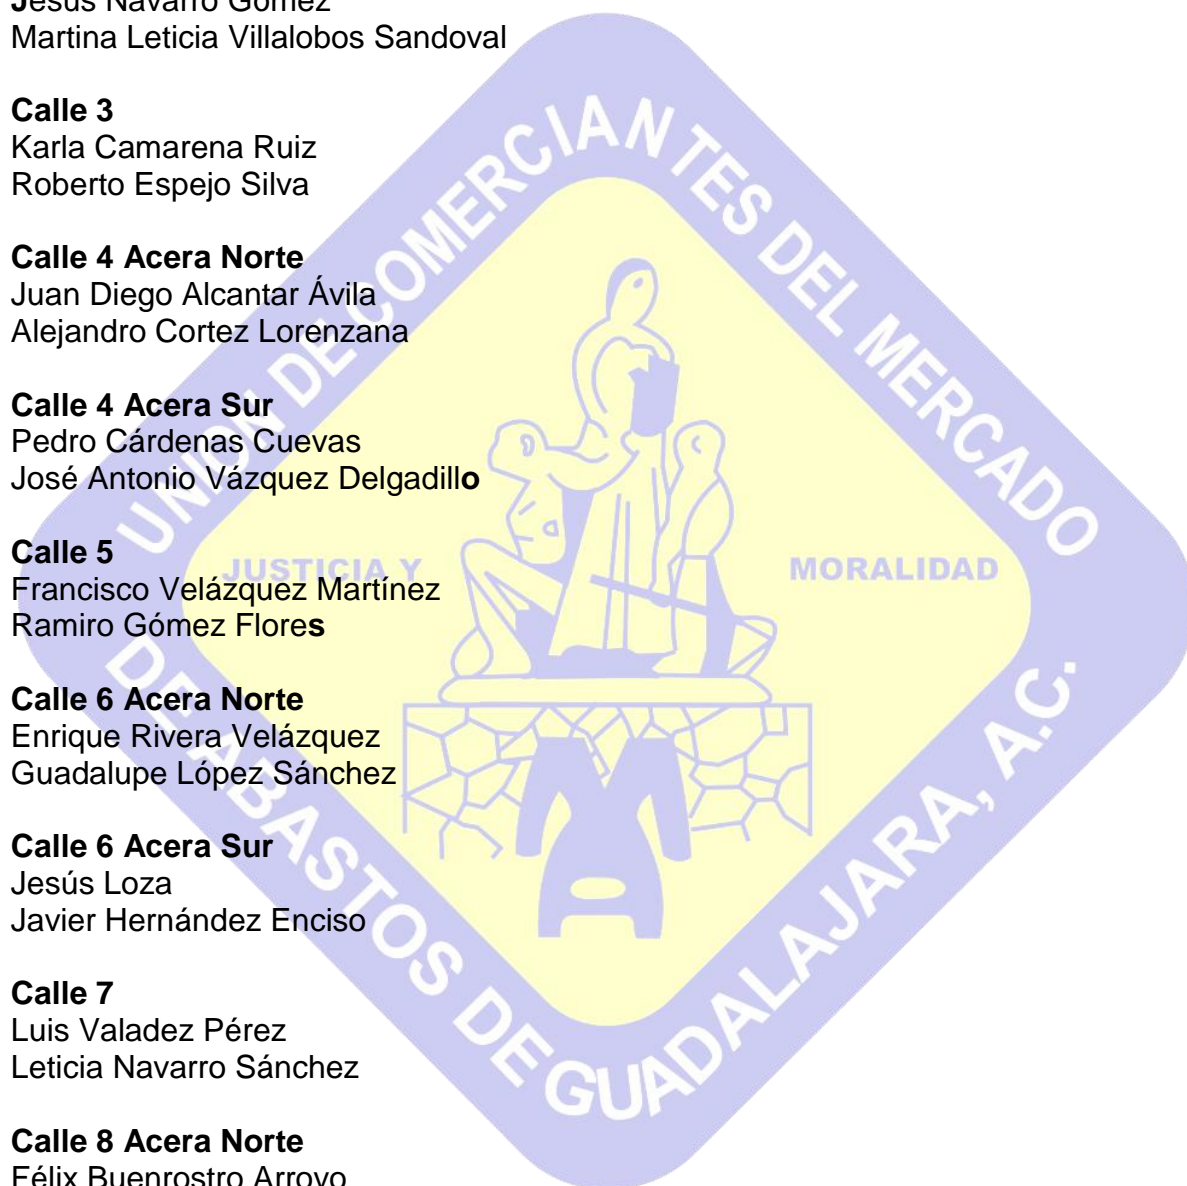 Jesús Navarro Gómez
Martina Leticia Villalobos Sandoval
Calle 3
Karla Camarena Ruiz
Roberto Espejo Silva
Calle 4 Acera Norte
Juan Diego Alcantar Ávila
Alejandro Cortez Lorenzana
Calle 4 Acera Sur
Pedro Cárdenas Cuevas
José Antonio Vázquez Delgadillo
Calle 5
Francisco Velázquez Martínez
Ramiro Gómez Flores
Calle 6 Acera Norte
Enrique Rivera Velázquez
Guadalupe López Sánchez
Calle 6 Acera Sur
Jesús Loza
Javier Hernández Enciso
Calle 7
Luis Valadez Pérez
Leticia Navarro Sánchez
Calle 8 Acera Norte
Félix Buenrostro Arroyo
UNION DE COMERCIANTES DEL MERCADO
DE ABASTOS DE GUADALAJARA, A.C.
JUSTICIA Y MORALIDAD